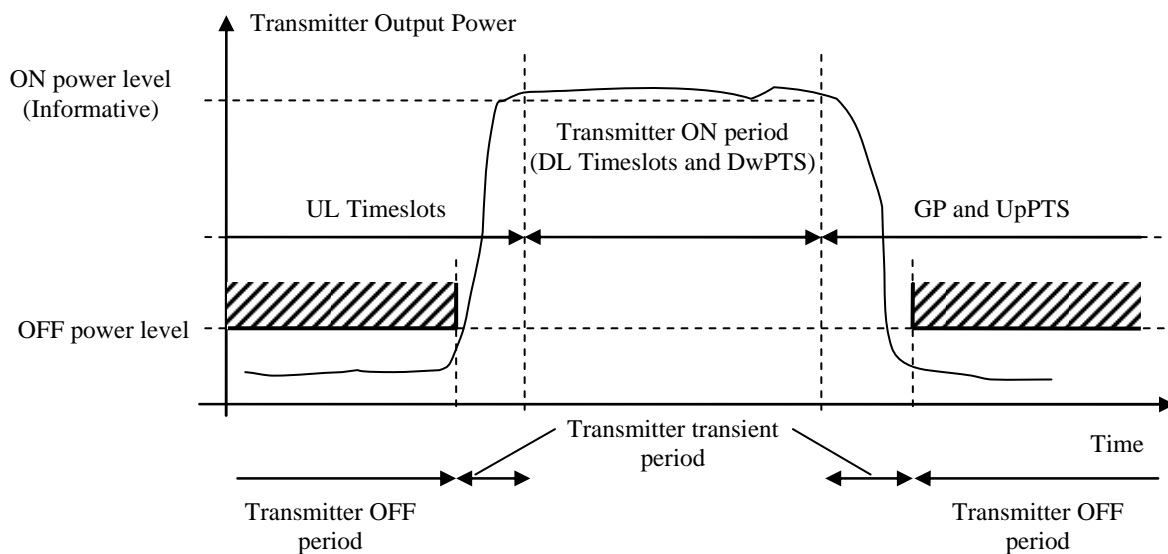 Transmitter Output Power
ON power level
(Informative)
Transmitter ON period
(DL Timeslots and DwPTS)
UL Timeslots
GP and UpPTS
OFF power level
Transmitter transient
period
Time
Transmitter OFF
period
Transmitter OFF
period